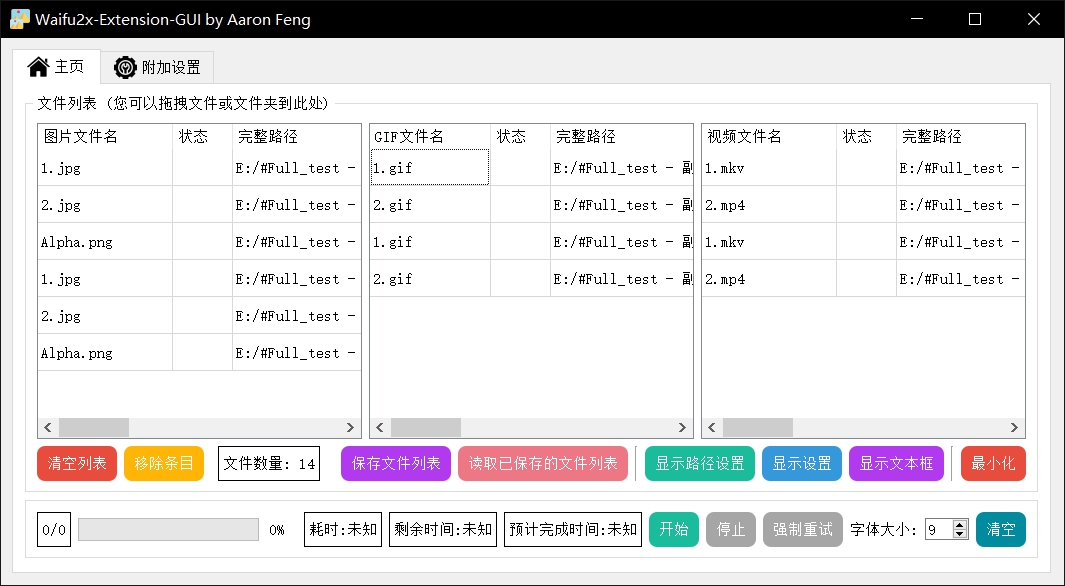 Waifu2x-Extension-GUI by Aaron Feng
主页 附加设置
文件列表 (您可以拖拽文件或文件夹到此处)
图片文件名 状态 完整路径 GIF文件名 状态 完整路径 视频文件名 状态 完整路径
1.jpg E:/#Full_test - 1.gif E:/#Full_test - 副 1.mkv E:/#Full_test -
2.jpg E:/#Full_test - 2.gif E:/#Full_test - 副 2.mp4 E:/#Full_test -
Alpha.png E:/#Full_test - 1.gif E:/#Full_test - 副 1.mkv E:/#Full_test -
1.jpg E:/#Full_test - 2.gif E:/#Full_test - 副 2.mp4 E:/#Full_test -
2.jpg E:/#Full_test -
Alpha.png E:/#Full_test -
清空列表 移除条目 文件数量: 14 保存文件列表 读取已保存的文件列表 显示路径设置 显示设置 显示文本框 最小化
0/0 0% 耗时:未知 剩余时间:未知 预计完成时间:未知 开始 停止 强制重试 字体大小: 9 清空